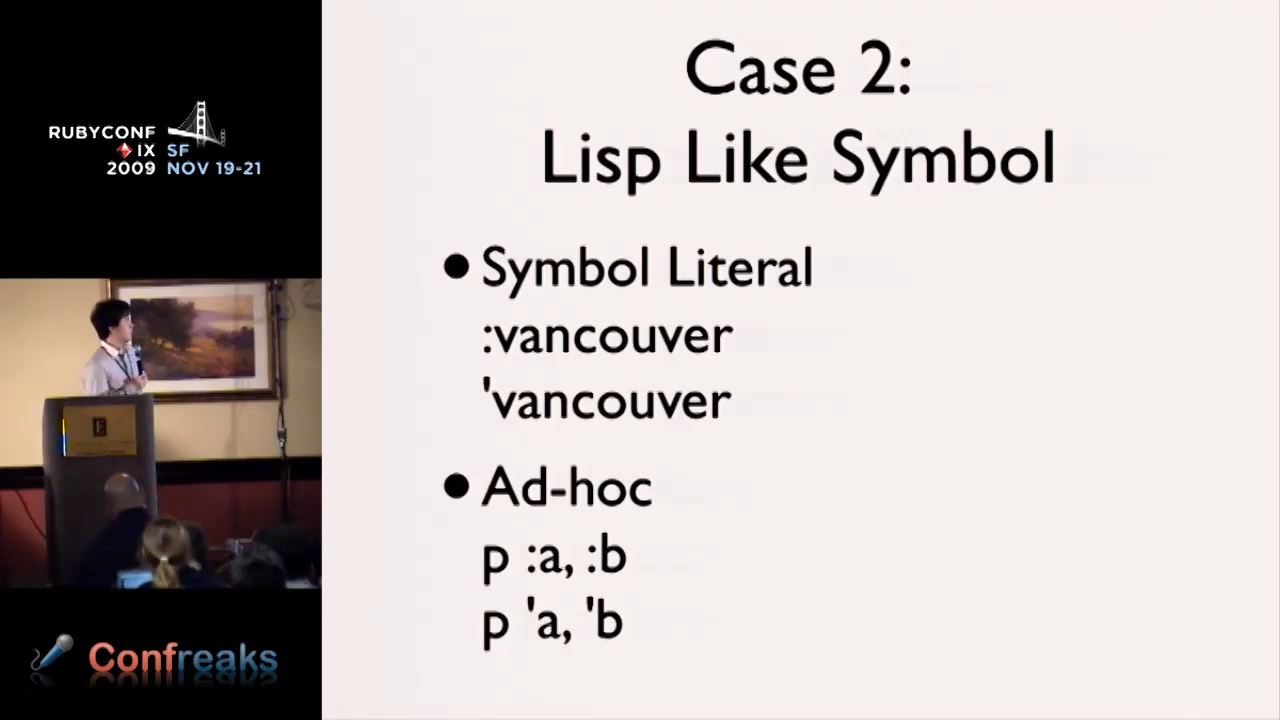 RUBYCONF
IX SF
2009 NOV 19-21
Case 2:
Lisp Like Symbol
Symbol Literal
:vancouver
'vancouver
Ad-hoc
p :a, :b
p 'a, 'b
E
Confreaks